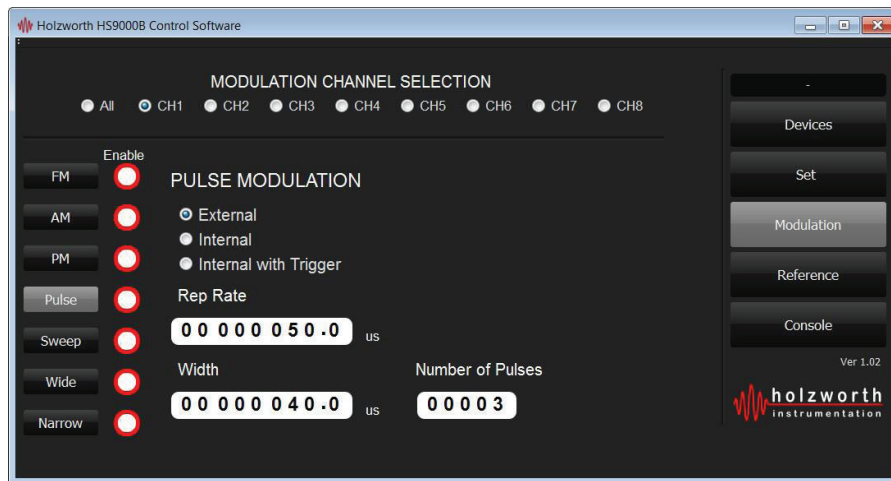 Holzworth HS9000B Control Software
MODULATION CHANNEL SELECTION
All CH1 CH2 CH3 CH4 CH5 CH6 CH7 CH8
Enable
FM
AM
PM
Pulse
Sweep
Wide
Narrow
PULSE MODULATION
External
Internal
Internal with Trigger
Rep Rate
00 000 050.0 us
Width
00 000 040.0 us
Number of Pulses
00003
-
Devices
Set
Modulation
Reference
Console
Ver 1.02
holzworth
instrumentation